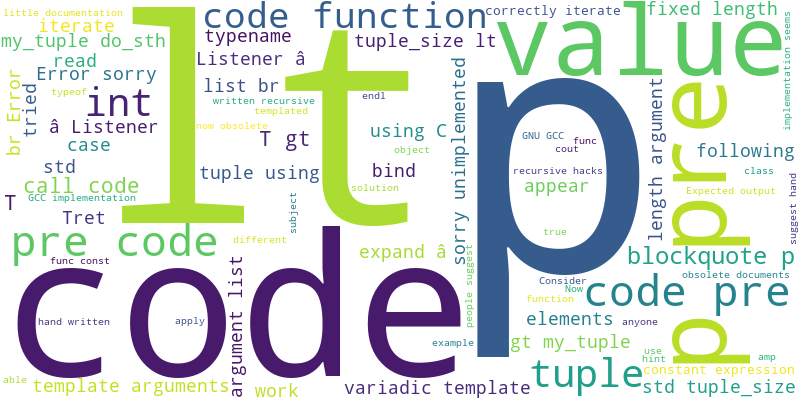 little documentation
iterate
my_tuple do_sth
read
Error sorry
code function
typename
Listener â
list br
written recursive
templated
tuple_size lt
endl
correctly iterate
fixed length
value
implementation seems
br Error
tried
typeof
int
now obsolete
â Listener
case
std
call code
GCC implementation
T
Tret
pre code
func const
lt
T gt
tuple using
using C
object
bind
solution
subject
different
expand â
sorry unimplemented
people suggest
p
GNU GCC
func
cout
recursive hacks
appear
true
Consider
Now
function
length argument
pre
p
following
Expected output
class
suggest hand
blockquote p
obsolete documents
code pre
anyone
code
hand written
apply
able
template arguments
argument list
work
variadic template
example
elements
gt my_tuple
tuple
use
hint
constant expression
amp
std tuple_size